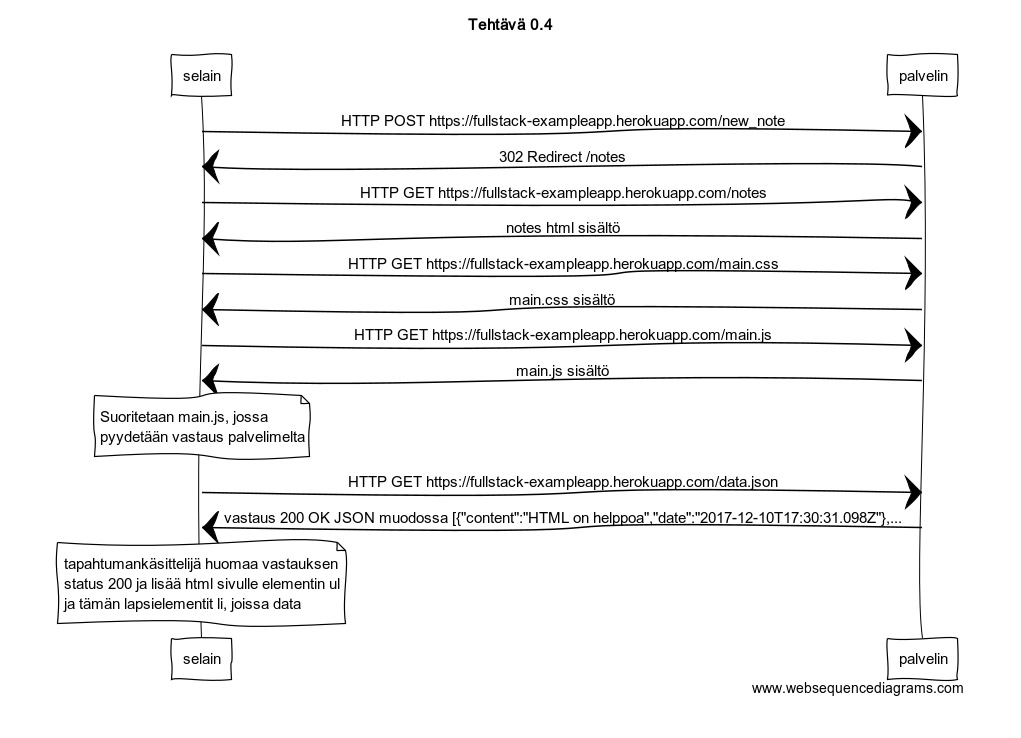 Tehtävä 0.4
selain
palvelin
HTTP POST https://fullstack-exampleapp.herokuapp.com/new_note
302 Redirect /notes
HTTP GET https://fullstack-exampleapp.herokuapp.com/notes
notes html sisältö
HTTP GET https://fullstack-exampleapp.herokuapp.com/main.css
main.css sisältö
HTTP GET https://fullstack-exampleapp.herokuapp.com/main.js
main.js sisältö
Suoritetaan main.js, jossa
pyydetään vastaus palvelimelta
HTTP GET https://fullstack-exampleapp.herokuapp.com/data.json
vastaus 200 OK JSON muodossa [{"content":"HTML on helppoa","date":"2017-12-10T17:30:31.098Z"},...
tapahtumankäsittelijä huomaa vastauksen
status 200 ja lisää html sivulle elementin ul
ja tämän lapsielementit li, joissa data
selain
palvelin
www.websequencediagrams.com